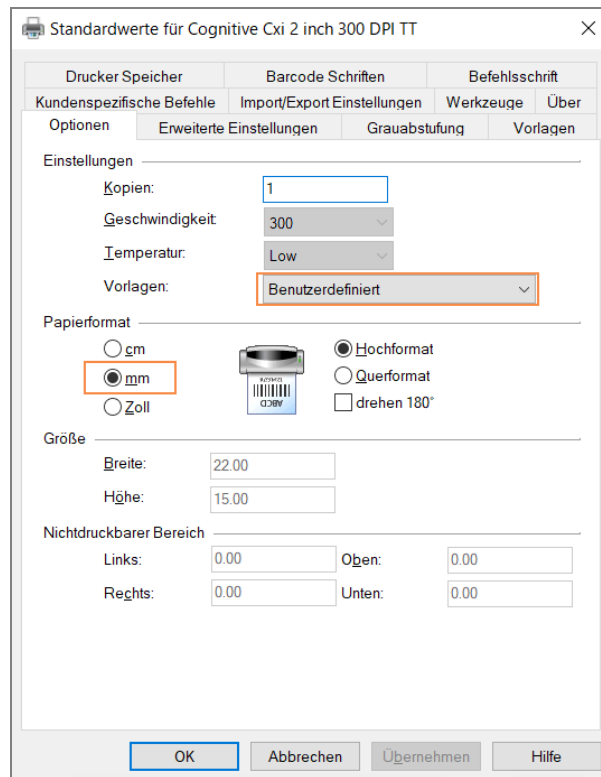 Standardwerte für Cognitive Cxi 2 inch 300 DPI TT
Drucker Speicher Barcode Schriften Befehlsschrift
Kundenspezifische Befehle Import/Export Einstellungen Werkzeuge Über
Optionen Erweiterte Einstellungen Grauabstufung Vorlagen
Einstellungen
Kopien: 1
Geschwindigkeit: 300
Temperatur: Low
Vorlagen: Benutzerdefiniert
Papierformat
cm Hochformat
mm Querformat
Zoll drehen 180°
ABCD
Größe
Breite: 22.00
Höhe: 15.00
Nichtdruckbarer Bereich
Links: 0.00 Oben: 0.00
Rechts: 0.00 Unten: 0.00
OK Abbrechen Übernehmen Hilfe